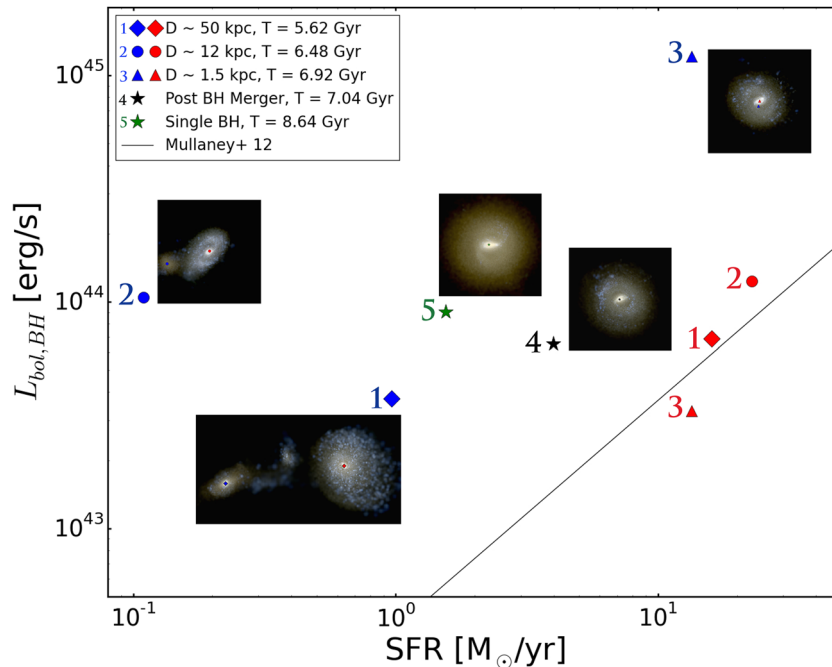 1 D ~ 50 kpc, T = 5.62 Gyr
2 D ~ 12 kpc, T = 6.48 Gyr
3 D ~ 1.5 kpc, T = 6.92 Gyr
4 Post BH Merger, T = 7.04 Gyr
5 Single BH, T = 8.64 Gyr
Mullaney+ 12
10^45
3
10^44
2
5
4
2
1
3
1
10^43
L_bol,BH [erg/s]
10^-1
10^0
10^1
SFR [M_⊙/yr]